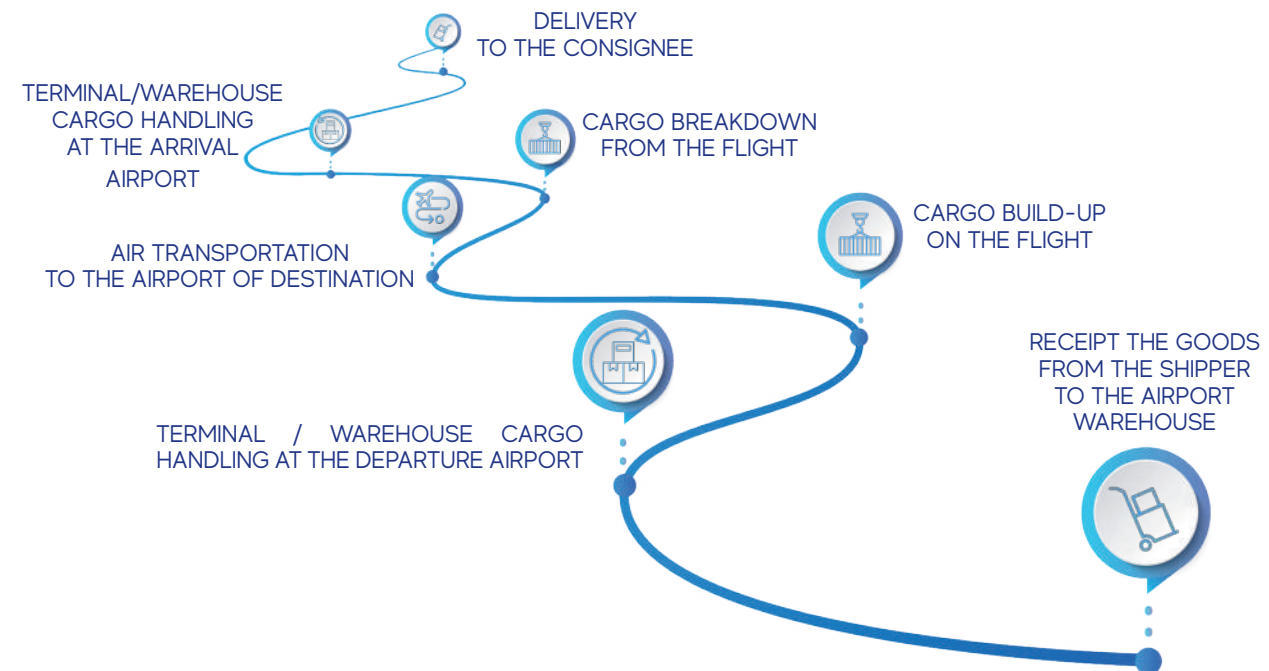 DELIVERY
TO THE CONSIGNEE
TERMINAL/WAREHOUSE
CARGO HANDLING
AT THE ARRIVAL
AIRPORT
CARGO BREAKDOWN
FROM THE FLIGHT
AIR TRANSPORTATION
TO THE AIRPORT OF DESTINATION
CARGO BUILD-UP
ON THE FLIGHT
TERMINAL / WAREHOUSE CARGO
HANDLING AT THE DEPARTURE AIRPORT
RECEIPT THE GOODS
FROM THE SHIPPER
TO THE AIRPORT
WAREHOUSE